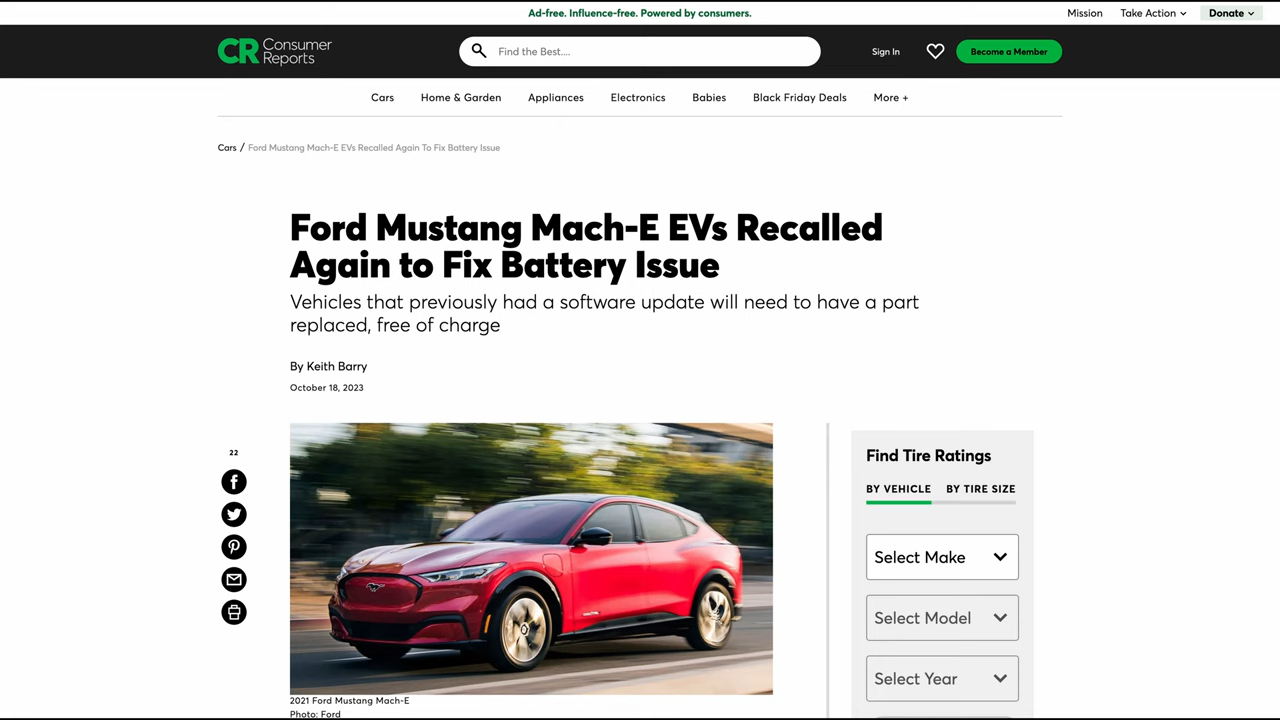 Ad-free. Influence-free. Powered by consumers.
Mission
Take Action
Donate
CR Consumer
Reports
Find the Best....
Sign In
Become a Member
Cars
Home & Garden
Appliances
Electronics
Babies
Black Friday Deals
More +
Cars / Ford Mustang Mach-E EVs Recalled Again To Fix Battery Issue
Ford Mustang Mach-E EVs Recalled
Again to Fix Battery Issue
Vehicles that previously had a software update will need to have a part
replaced, free of charge
By Keith Barry
October 18, 2023
22
2021 Ford Mustang Mach-E
Photo: Ford
Find Tire Ratings
BY VEHICLE
BY TIRE SIZE
Select Make
Select Model
Select Year